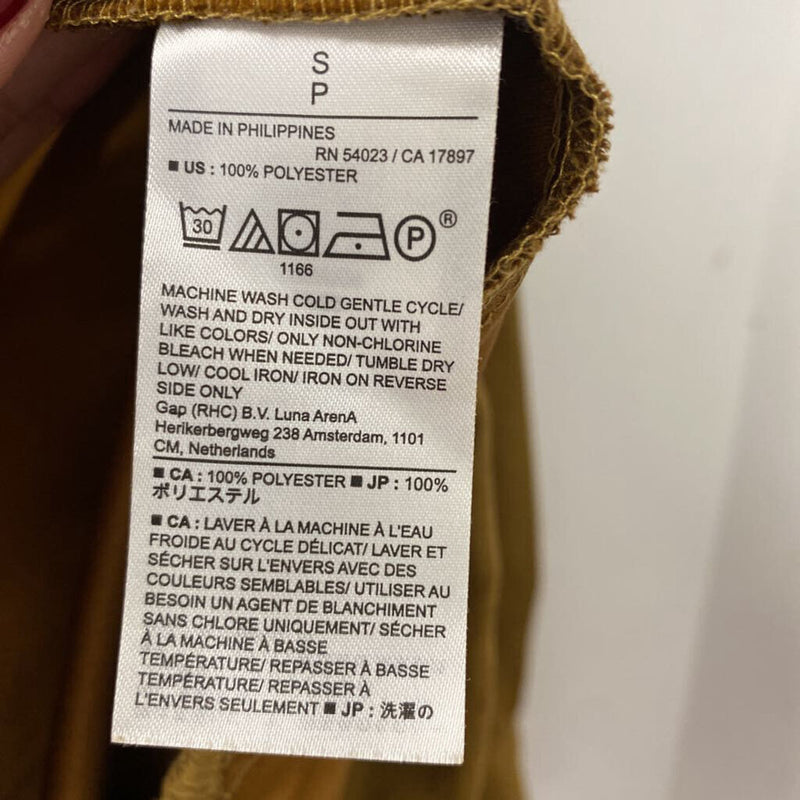 S
P
MADE IN PHILIPPINES
RN 54023 / CA 17897
■ US : 100% POLYESTER
30
P ®
1166
MACHINE WASH COLD GENTLE CYCLE/
WASH AND DRY INSIDE OUT WITH
LIKE COLORS/ ONLY NON-CHLORINE
BLEACH WHEN NEEDED/ TUMBLE DRY
LOW/ COOL IRON/ IRON ON REVERSE
SIDE ONLY
Gap (RHC) B.V. Luna ArenA
Herikerbergweg 238 Amsterdam, 1101
CM, Netherlands
■ CA : 100% POLYESTER ■ JP : 100%
ポリエステル
■ CA : LAVER À LA MACHINE À L'EAU
FROIDE AU CYCLE DÉLICAT/ LAVER ET
SÉCHER SUR L'ENVERS AVEC DES
COULEURS SEMBLABLES/ UTILISER AU
BESOIN UN AGENT DE BLANCHIMENT
SANS CHLORE UNIQUEMENT/ SÉCHER
À LA MACHINE À BASSE
TEMPÉRATURE/ REPASSER À BASSE
TEMPÉRATURE/ REPASSER À
L'ENVERS SEULEMENT ■ JP : 洗濯の